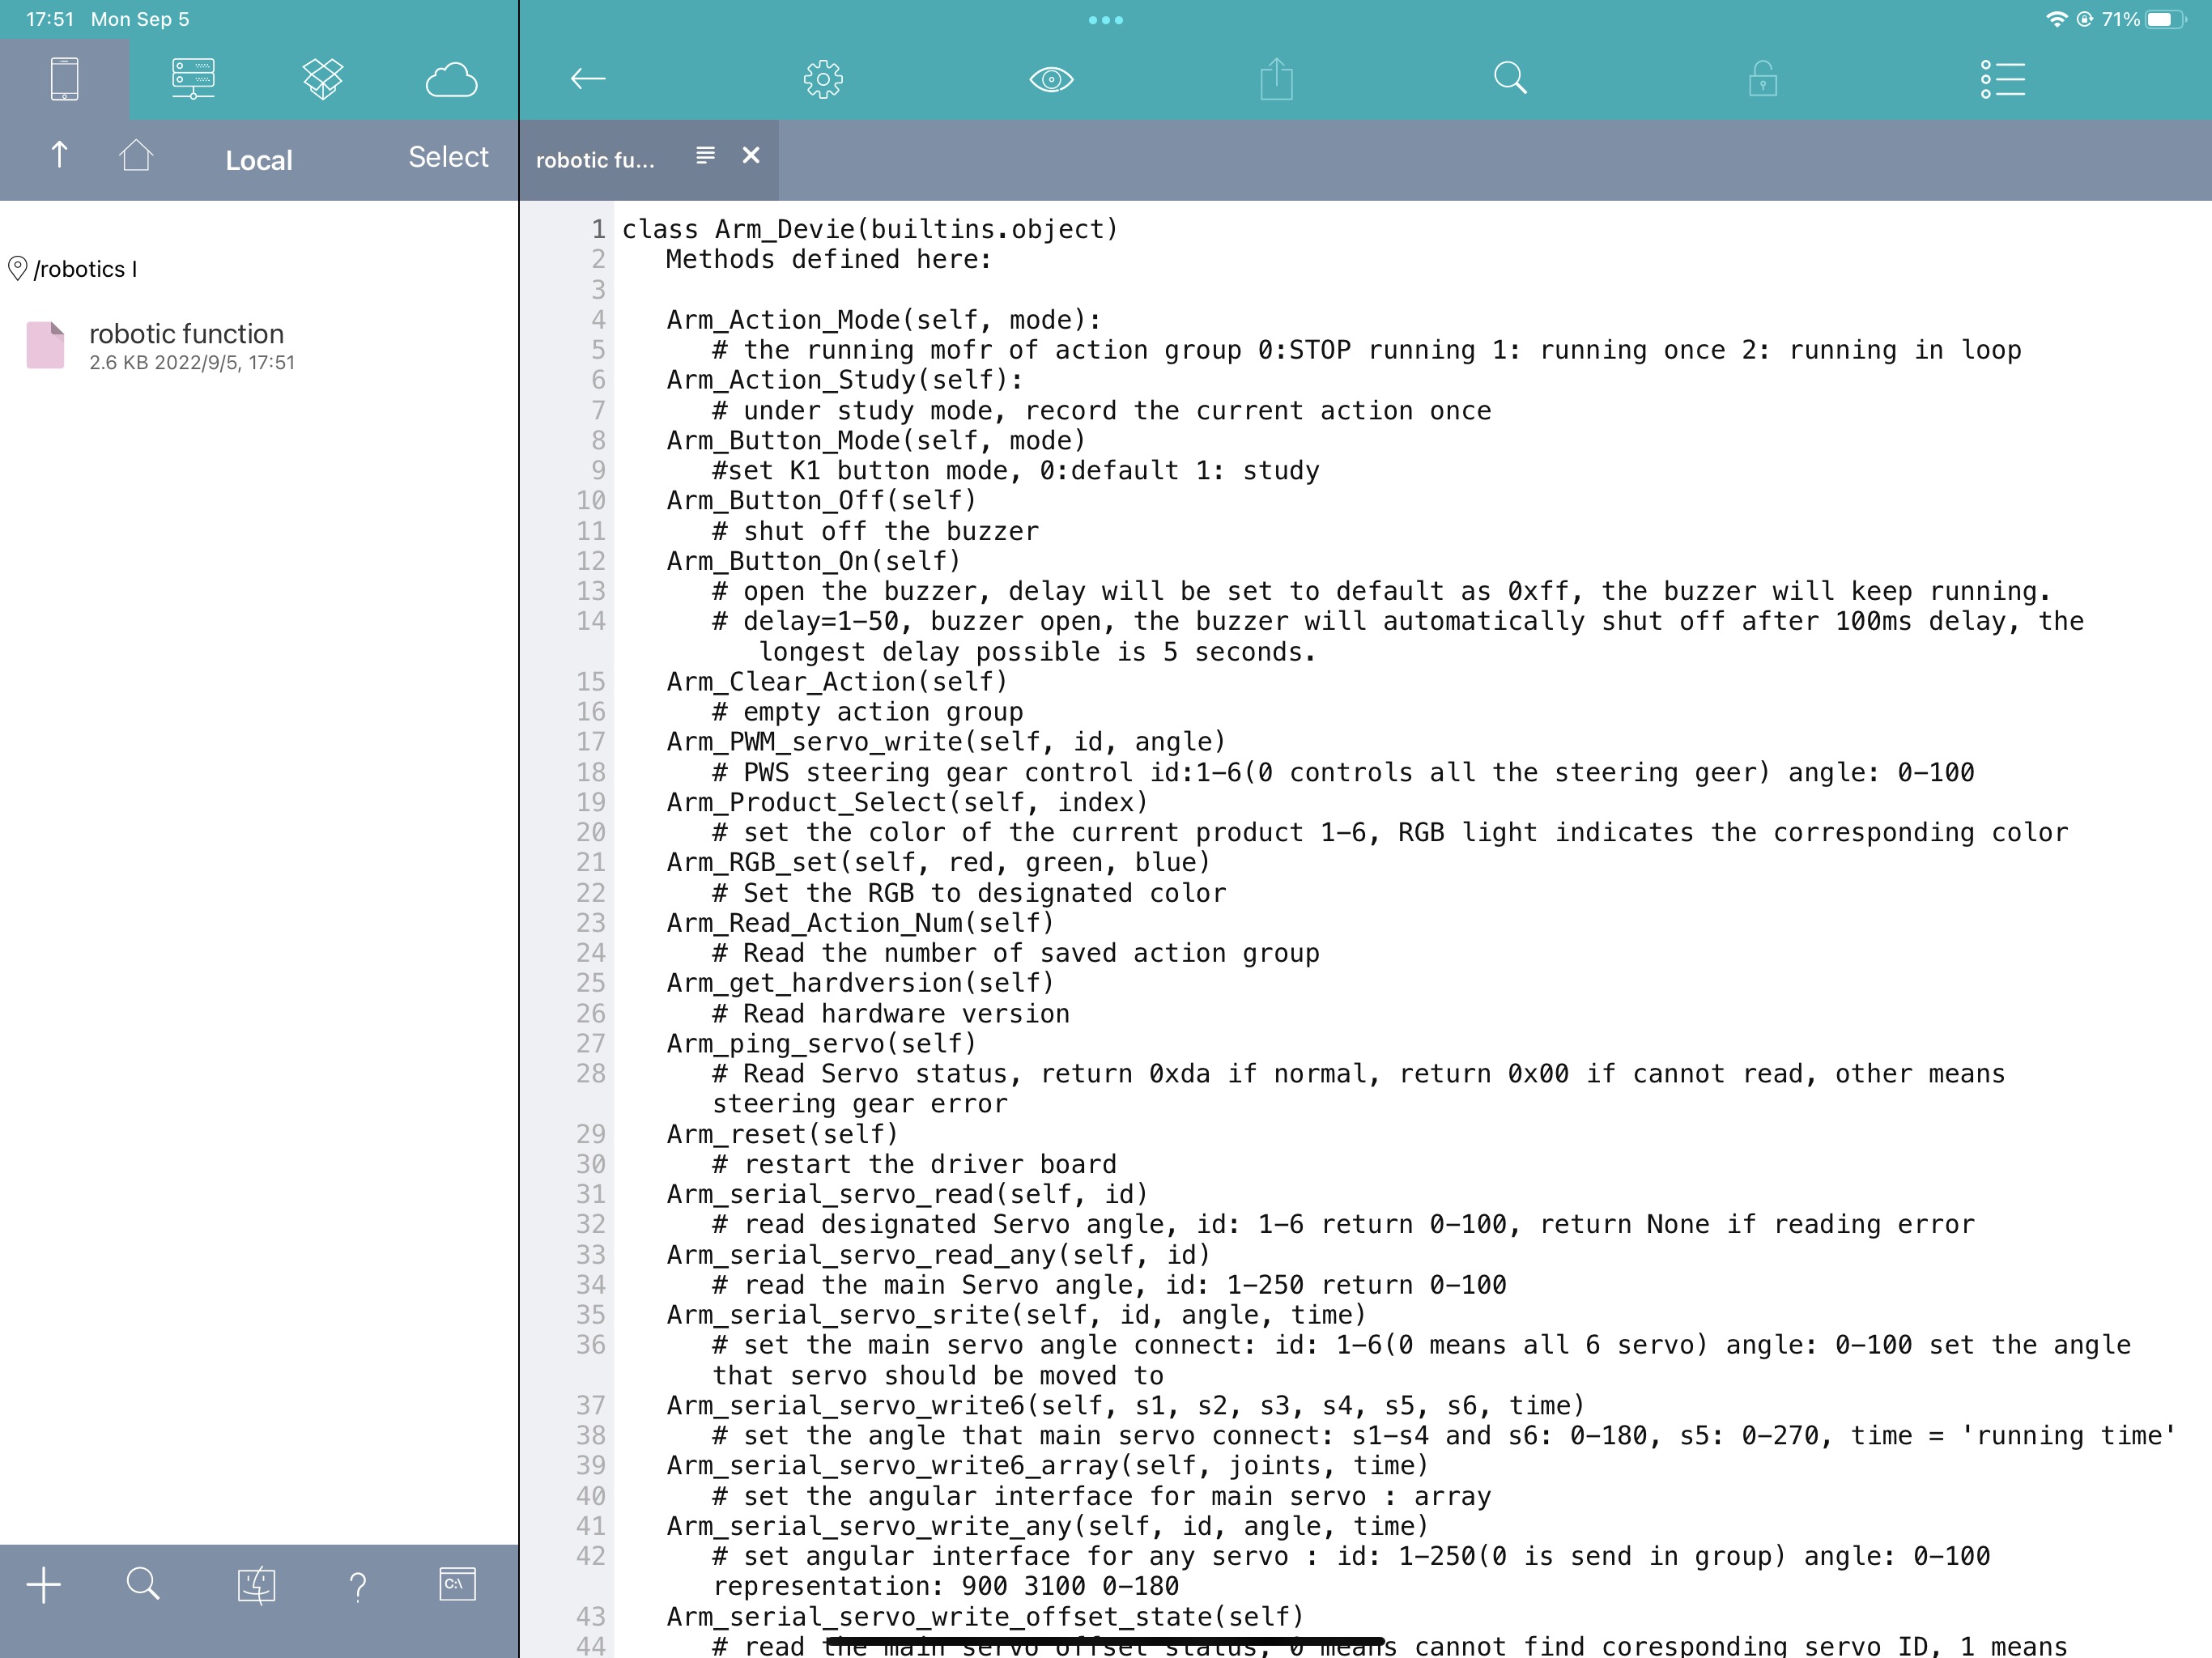 17:51 Mon Sep 5
71%
Local
Select
robotic fu...
/robotics I
robotic function
2.6 KB 2022/9/5, 17:51
C:\
1 class Arm_Devie(builtins.object)
2 Methods defined here:
3
4 Arm_Action_Mode(self, mode):
5 # the running mofr of action group 0:STOP running 1: running once 2: running in loop
6 Arm_Action_Study(self):
7 # under study mode, record the current action once
8 Arm_Button_Mode(self, mode)
9 #set K1 button mode, 0:default 1: study
10 Arm_Button_Off(self)
11 # shut off the buzzer
12 Arm_Button_On(self)
13 # open the buzzer, delay will be set to default as 0xff, the buzzer will keep running.
14 # delay=1-50, buzzer open, the buzzer will automatically shut off after 100ms delay, the
longest delay possible is 5 seconds.
15 Arm_Clear_Action(self)
16 # empty action group
17 Arm_PWM_servo_write(self, id, angle)
18 # PWS steering gear control id:1-6(0 controls all the steering geer) angle: 0-100
19 Arm_Product_Select(self, index)
20 # set the color of the current product 1-6, RGB light indicates the corresponding color
21 Arm_RGB_set(self, red, green, blue)
22 # Set the RGB to designated color
23 Arm_Read_Action_Num(self)
24 # Read the number of saved action group
25 Arm_get_hardversion(self)
26 # Read hardware version
27 Arm_ping_servo(self)
28 # Read Servo status, return 0xda if normal, return 0x00 if cannot read, other means
steering gear error
29 Arm_reset(self)
30 # restart the driver board
31 Arm_serial_servo_read(self, id)
32 # read designated Servo angle, id: 1-6 return 0-100, return None if reading error
33 Arm_serial_servo_read_any(self, id)
34 # read the main Servo angle, id: 1-250 return 0-100
35 Arm_serial_servo_srite(self, id, angle, time)
36 # set the main servo angle connect: id: 1-6(0 means all 6 servo) angle: 0-100 set the angle
that servo should be moved to
37 Arm_serial_servo_write6(self, s1, s2, s3, s4, s5, s6, time)
38 # set the angle that main servo connect: s1-s4 and s6: 0-180, s5: 0-270, time = 'running time'
39 Arm_serial_servo_write6_array(self, joints, time)
40 # set the angular interface for main servo : array
41 Arm_serial_servo_write_any(self, id, angle, time)
42 # set angular interface for any servo : id: 1-250(0 is send in group) angle: 0-100
representation: 900 3100 0-180
43 Arm_serial_servo_write_offset_state(self)
44 # read the main servo offset status, 0 means cannot find coresponding servo ID, 1 means